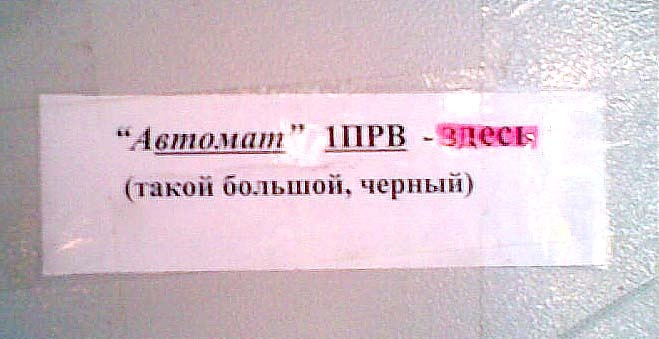 “Автомат” 1ПРВ - здесь
(такой большой, черный)